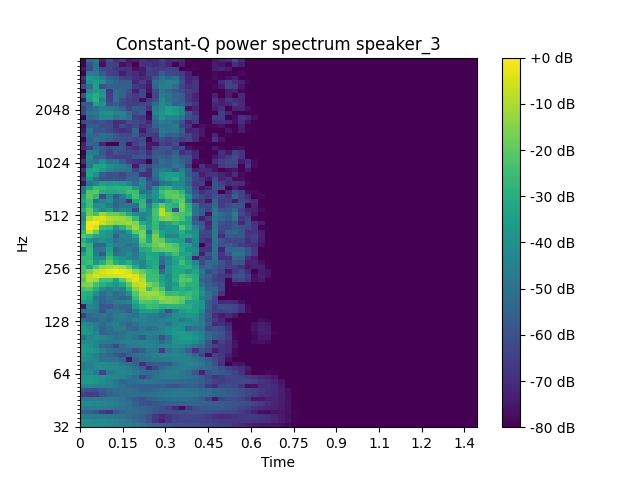 Constant-Q power spectrum speaker_3
Hz
2048
1024
512
256
128
64
32
0 0.15 0.3 0.45 0.6 0.75 0.9 1.1 1.2 1.4
Time
+0 dB
-10 dB
-20 dB
-30 dB
-40 dB
-50 dB
-60 dB
-70 dB
-80 dB